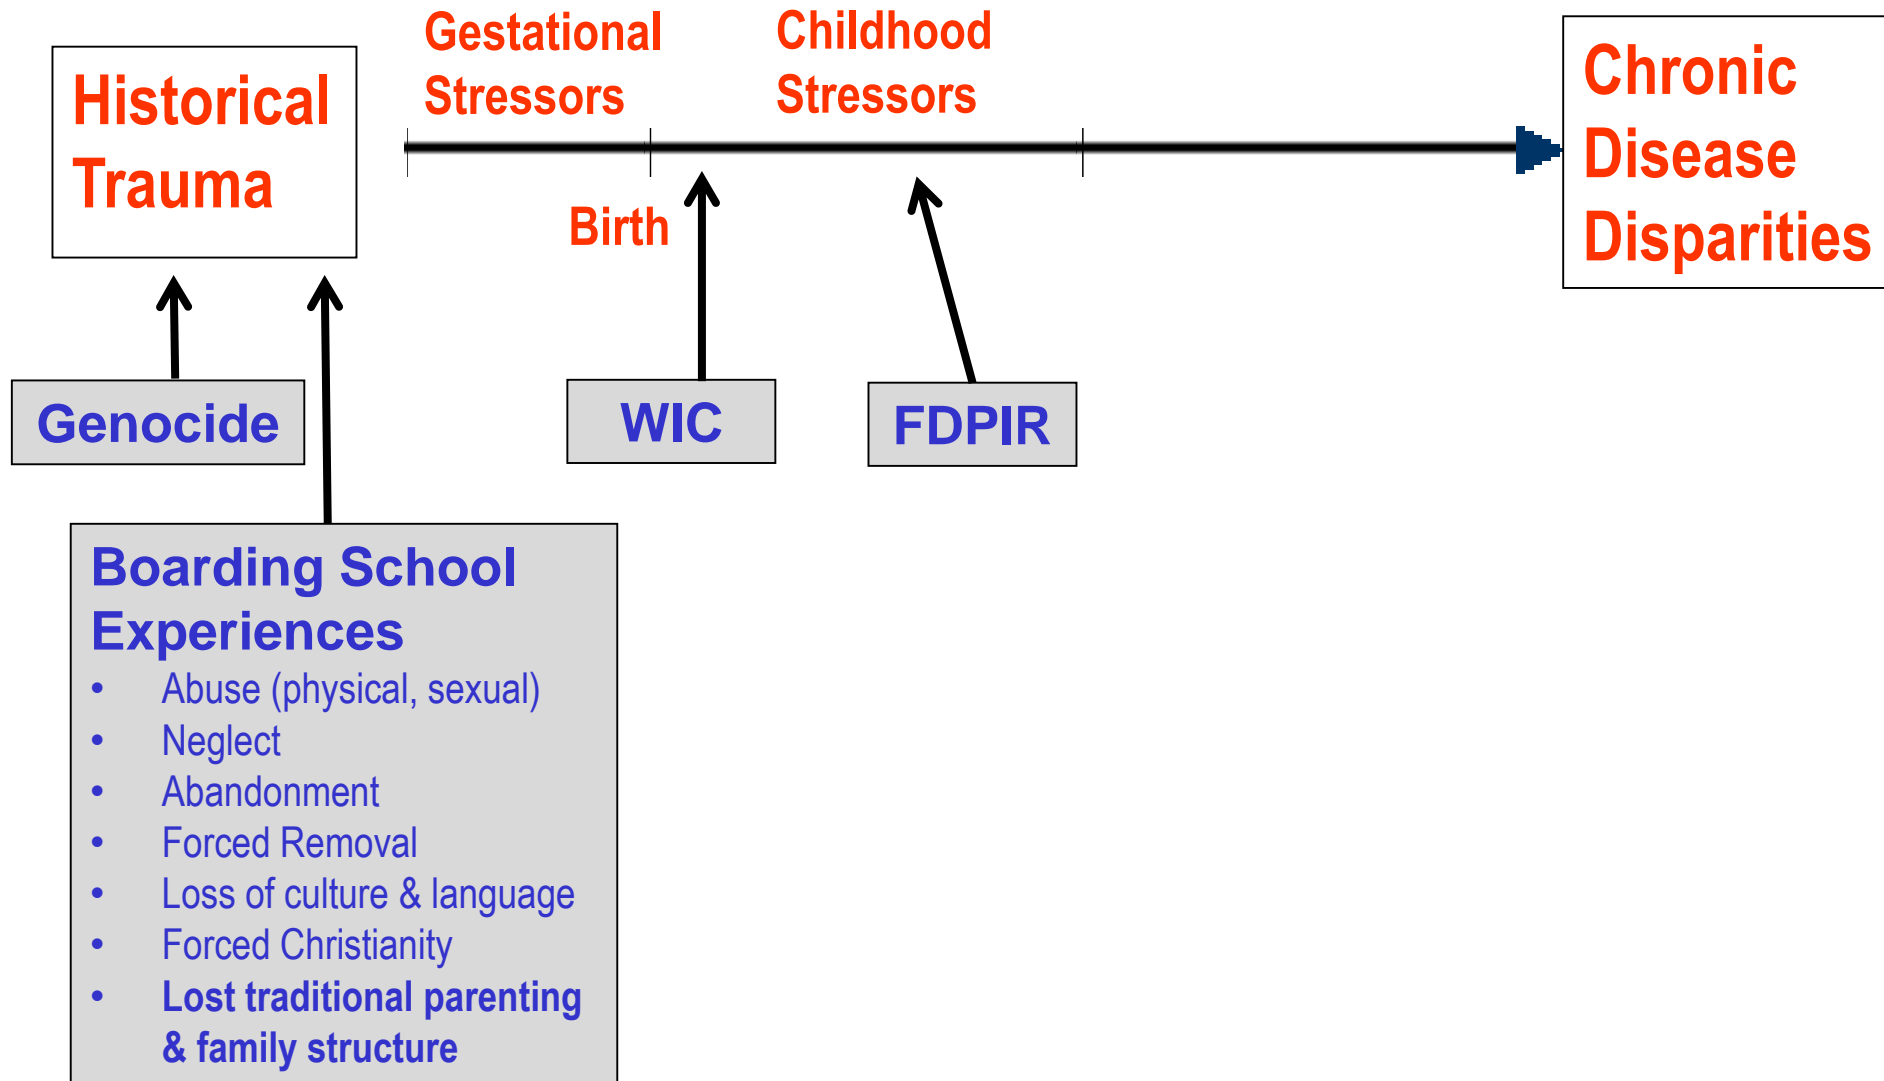 Historical
Trauma
Gestational
Stressors
Childhood
Stressors
Chronic
Disease
Disparities
Birth
Genocide
WIC
FDPIR
Boarding School
Experiences
• Abuse (physical, sexual)
• Neglect
• Abandonment
• Forced Removal
• Loss of culture & language
• Forced Christianity
• Lost traditional parenting
& family structure